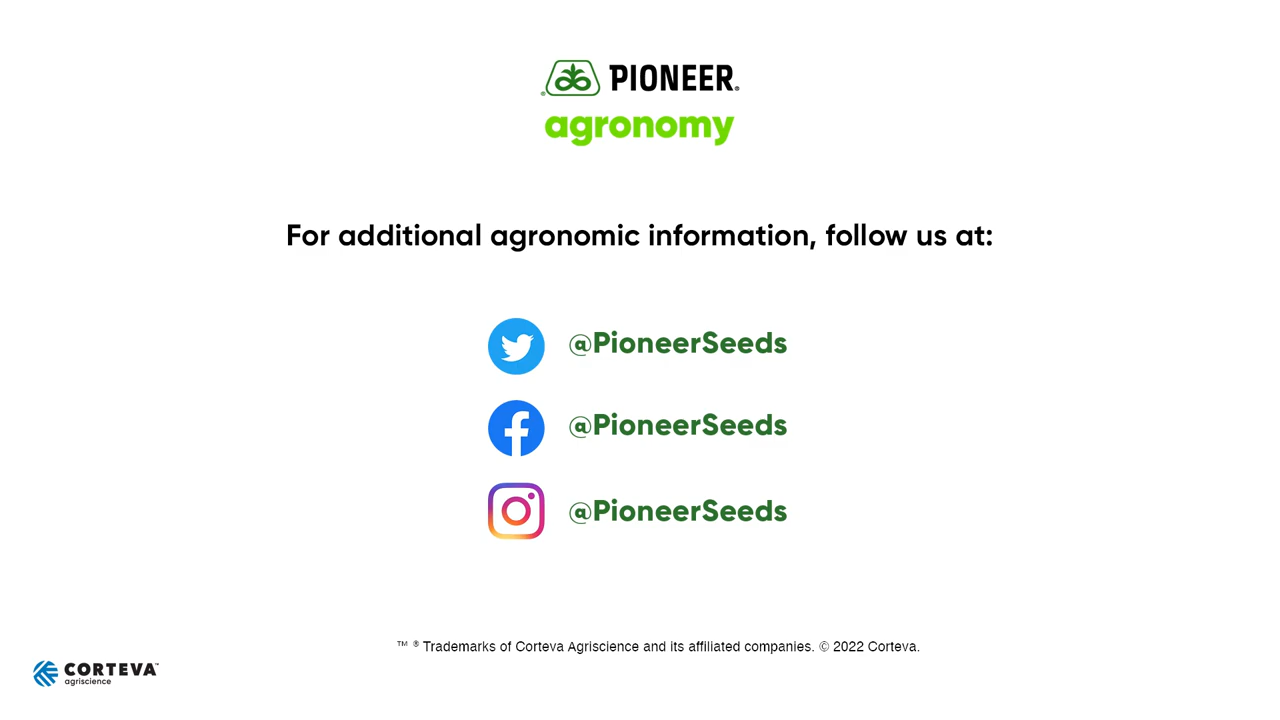 PIONEER®
agronomy
For additional agronomic information, follow us at:
@PioneerSeeds
@PioneerSeeds
@PioneerSeeds
™ ® Trademarks of Corteva Agriscience and its affiliated companies. © 2022 Corteva.
CORTEVA™
agriscience